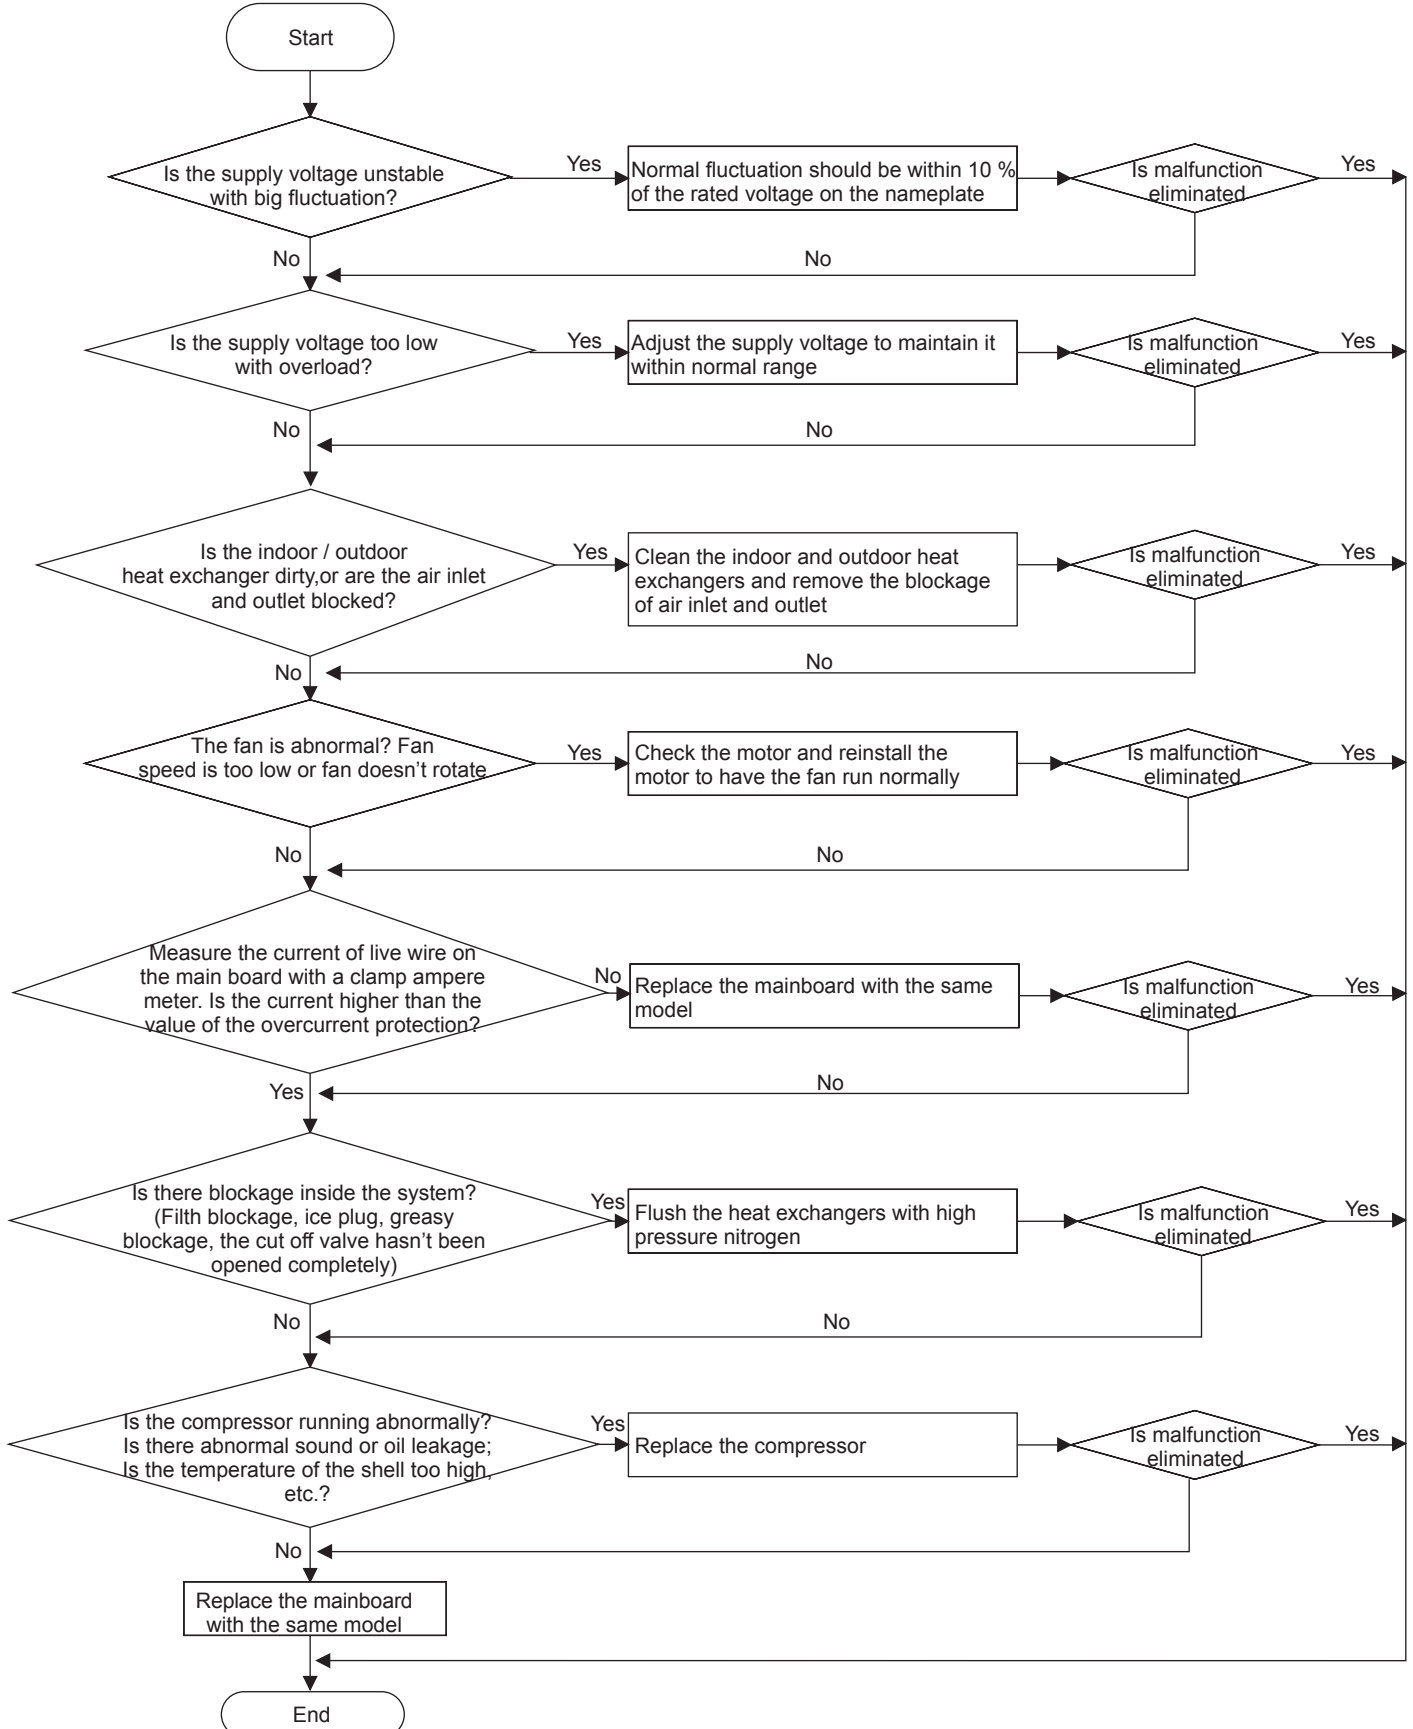 Start
Is the supply voltage unstable
with big fluctuation?
Yes
Normal fluctuation should be within 10 %
of the rated voltage on the nameplate
Is malfunction
eliminated
Yes
No
No
Is the supply voltage too low
with overload?
Yes
Adjust the supply voltage to maintain it
within normal range
Is malfunction
eliminated
Yes
No
No
Is the indoor / outdoor
heat exchanger dirty,or are the air inlet
and outlet blocked?
Yes
Clean the indoor and outdoor heat
exchangers and remove the blockage
of air inlet and outlet
Is malfunction
eliminated
Yes
No
No
The fan is abnormal? Fan
speed is too low or fan doesn't rotate
Yes
Check the motor and reinstall the
motor to have the fan run normally
Is malfunction
eliminated
Yes
No
No
Measure the current of live wire on
the main board with a clamp ampere
meter. Is the current higher than the
value of the overcurrent protection?
No
Replace the mainboard with the same
model
Is malfunction
eliminated
Yes
Yes
No
Is there blockage inside the system?
(Filth blockage, ice plug, greasy
blockage, the cut off valve hasn't been
opened completely)
Yes
Flush the heat exchangers with high
pressure nitrogen
Is malfunction
eliminated
Yes
No
No
Is the compressor running abnormally?
Is there abnormal sound or oil leakage;
Is the temperature of the shell too high,
etc.?
Yes
Replace the compressor
Is malfunction
eliminated
Yes
No
Replace the mainboard
with the same model
End